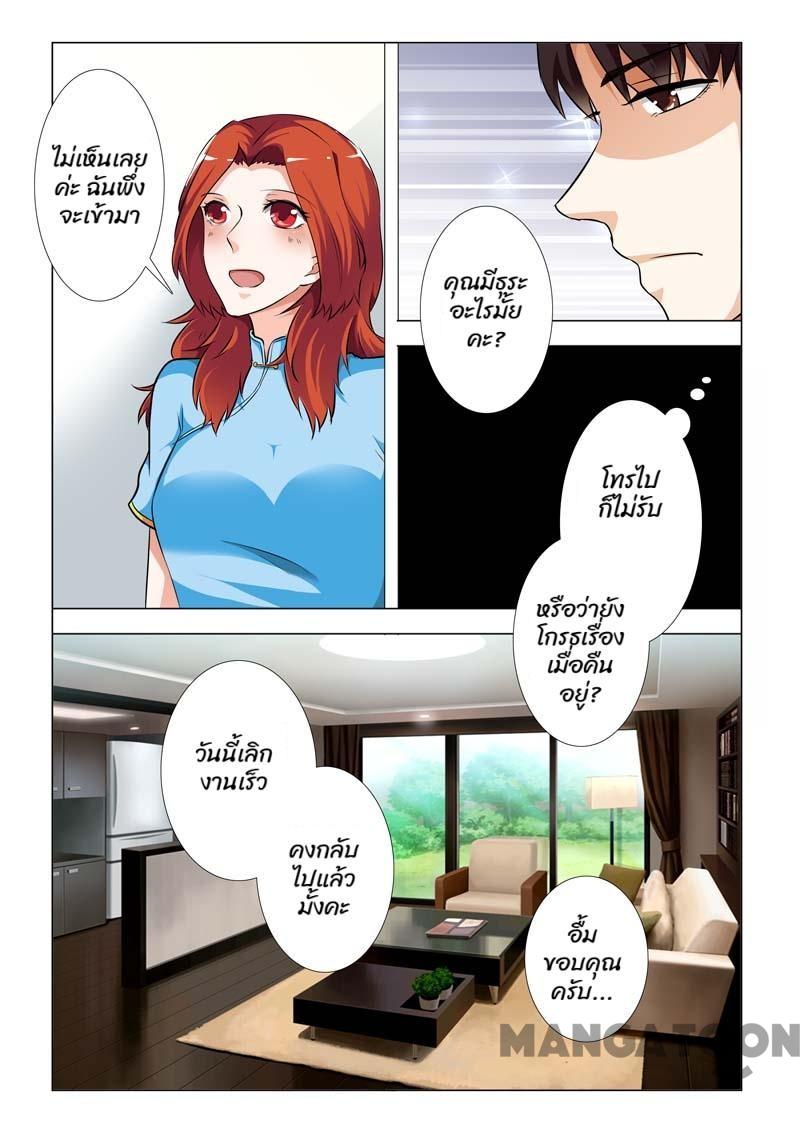 ไม่เห็นเลย
ค่ะ ฉันพึ่ง
จะเข้ามา
คุณมีธุระ
อะไรมั้ย
คะ?
โทรไป
ก็ไม่รับ
หรือว่ายัง
โกรธเรื่อง
เมื่อคืน
อยู่?
วันนี้เลิก
งานเร็ว
คงกลับ
ไปแล้ว
มั้งคะ
อื้ม
ขอบคุณ
ครับ...
MANGATOON